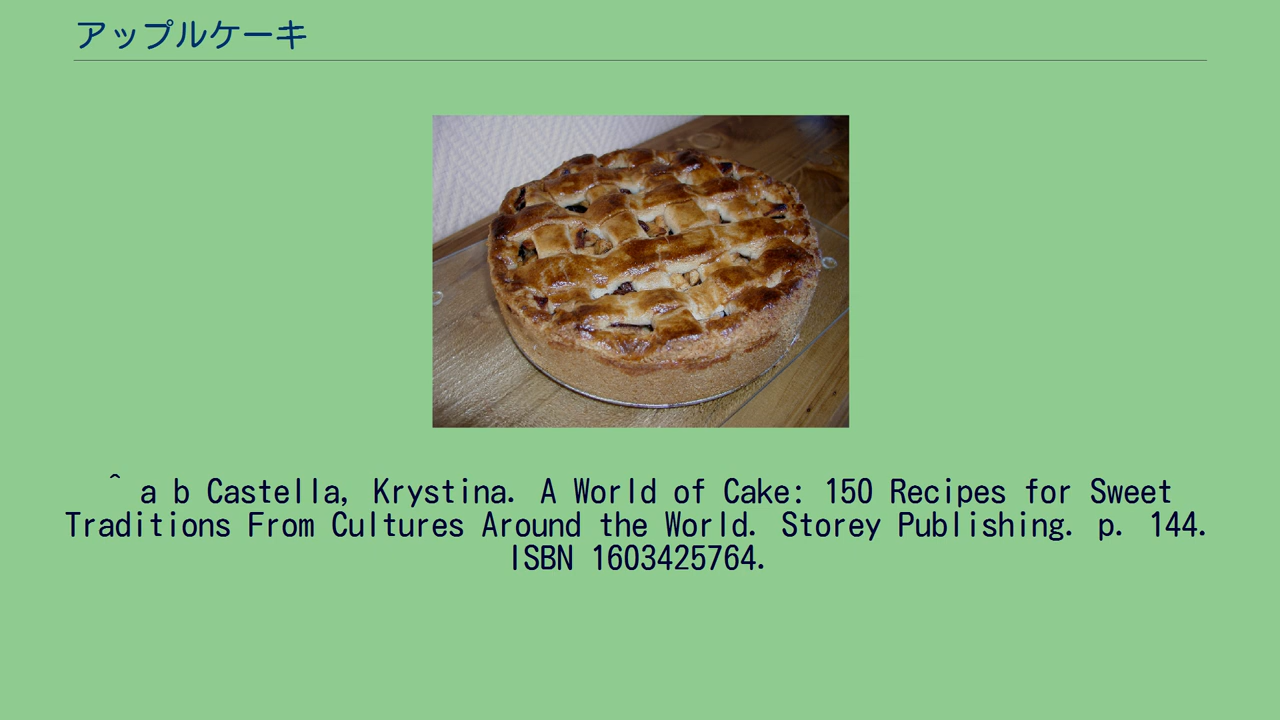 アップルケーキ
^ a b Castella, Krystina. A World of Cake: 150 Recipes for Sweet
Traditions From Cultures Around the World. Storey Publishing. p. 144.
ISBN 1603425764.